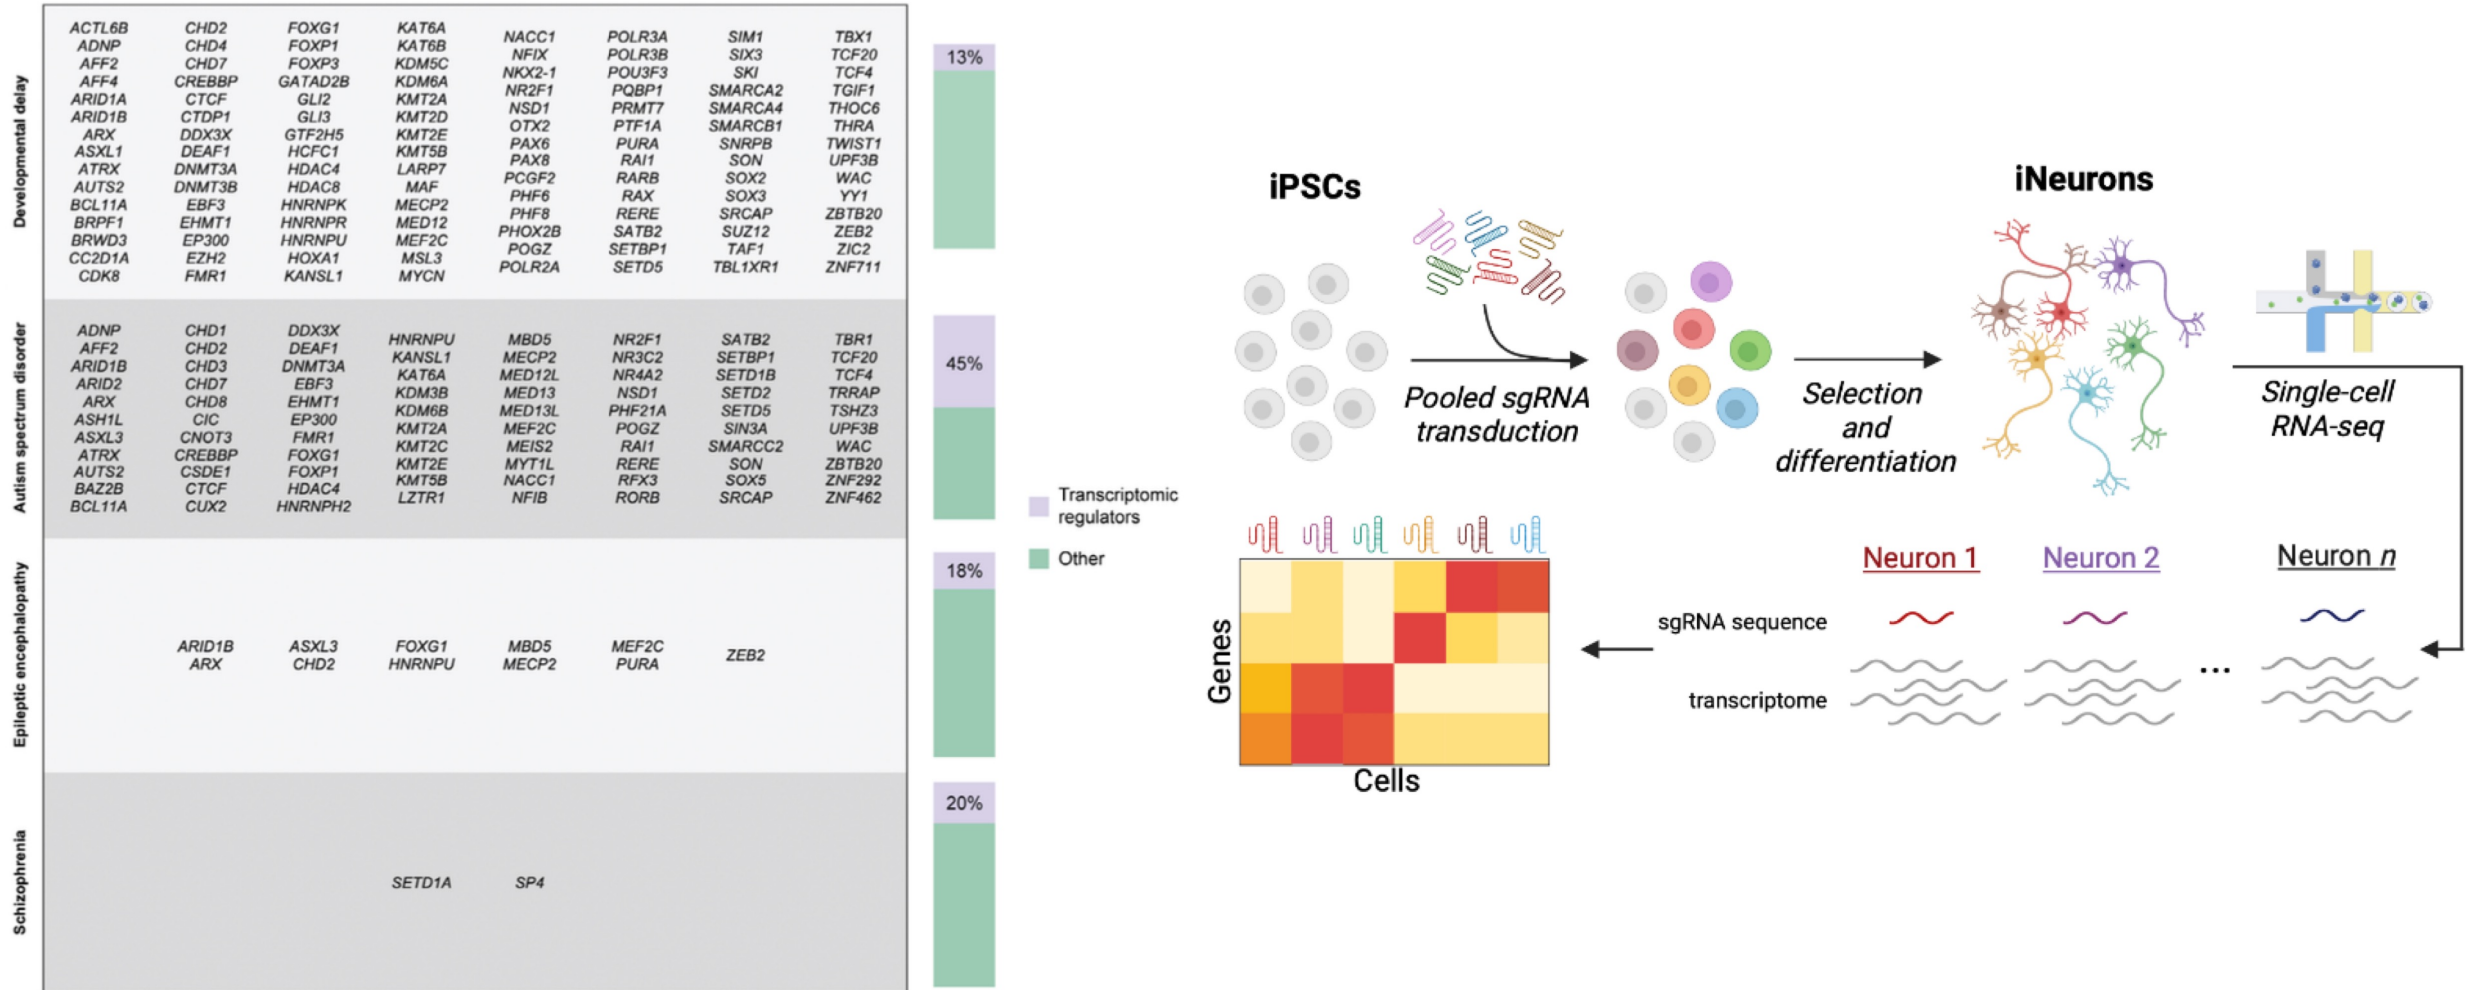 Developmental delay
ACTL6B CHD2 FOXG1 KAT6A
ADNP CHD4 FOXP1 KAT6B
AFF2 CHD7 FOXP3 KDM5C
AFF4 CREBBP GATAD2B KDM6A
ARID1A CTCF GLI2 KMT2A
ARID1B CTDP1 GLI3 KMT2D
ARX DDX3X GTF2H5 KMT2E
ASXL1 DEAF1 HCFC1 KMT5B
ATRX DNMT3A HDAC4 LARP7
AUTS2 DNMT3B HDAC8 MAF
BCL11A EBF3 HNRNPK MECP2
BRPF1 EHMT1 HNRNPR MED12
BRWD3 EP300 HNRNPU MEF2C
CC2D1A EZH2 HOXA1 MSL3
CDK8 FMR1 KANSL1 MYCN
NACC1 POLR3A SIM1 TBX1
NFIX POLR3B SIX3 TCF20
NKX2-1 POU3F3 SKI TCF4
NR2F1 PQBP1 SMARCA2 TGIF1
NSD1 PRMT7 SMARCA4 THOC6
OTX2 PTF1A SMARCB1 THRA
PAX6 PURA SNRPB TWIST1
PAX8 RAI1 SON UPF3B
PCGF2 RARB SOX2 WAC
PHF6 RAX SOX3 YY1
PHF8 RERE SRCAP ZBTB20
PHOX2B SATB2 SUZ12 ZEB2
POGZ SETBP1 TAF1 ZIC2
POLR2A SETD5 TBL1XR1 ZNF711
13%
Autism spectrum disorder
ADNP CHD1 DDX3X
AFF2 CHD2 DEAF1
ARID1B CHD3 DNMT3A
ARID2 CHD7 EBF3
ARX CHD8 EHMT1
ASH1L CIC EP300
ASXL3 CNOT3 FMR1
ATRX CREBBP FOXG1
AUTS2 CSDE1 FOXP1
BAZ2B CTCF HDAC4
BCL11A CUX2 HNRNPH2
HNRNPU MBD5 NR2F1 SATB2 TBR1
KANSL1 MECP2 NR3C2 SETBP1 TCF20
KAT6A MED12L NR4A2 SETD1B TCF4
KDM3B MED13 NSD1 SETD2 TRRAP
KDM6B MED13L PHF21A SETD5 TSHZ3
KMT2A MEF2C POGZ SIN3A UPF3B
KMT2C MEIS2 RAI1 SMARCC2 WAC
KMT2E MYT1L RERE SON ZBTB20
KMT5B NACC1 RFX3 SOX5 ZNF292
LZTR1 NFIB RORB SRCAP ZNF462
45%
Epileptic encephalopathy
ARID1B ASXL3 FOXG1 MBD5 MEF2C
ARX CHD2 HNRNPU MECP2 PURA
ZEB2
18%
Schizophrenia
SETD1A SP4
20%
Transcriptomic
regulators
Other
iPSCs
Pooled sgRNA
transduction
Selection
and
differentiation
iNeurons
Single-cell
RNA-seq
Neuron 1 Neuron 2 Neuron n
sgRNA sequence
transcriptome
...
Genes
Cells